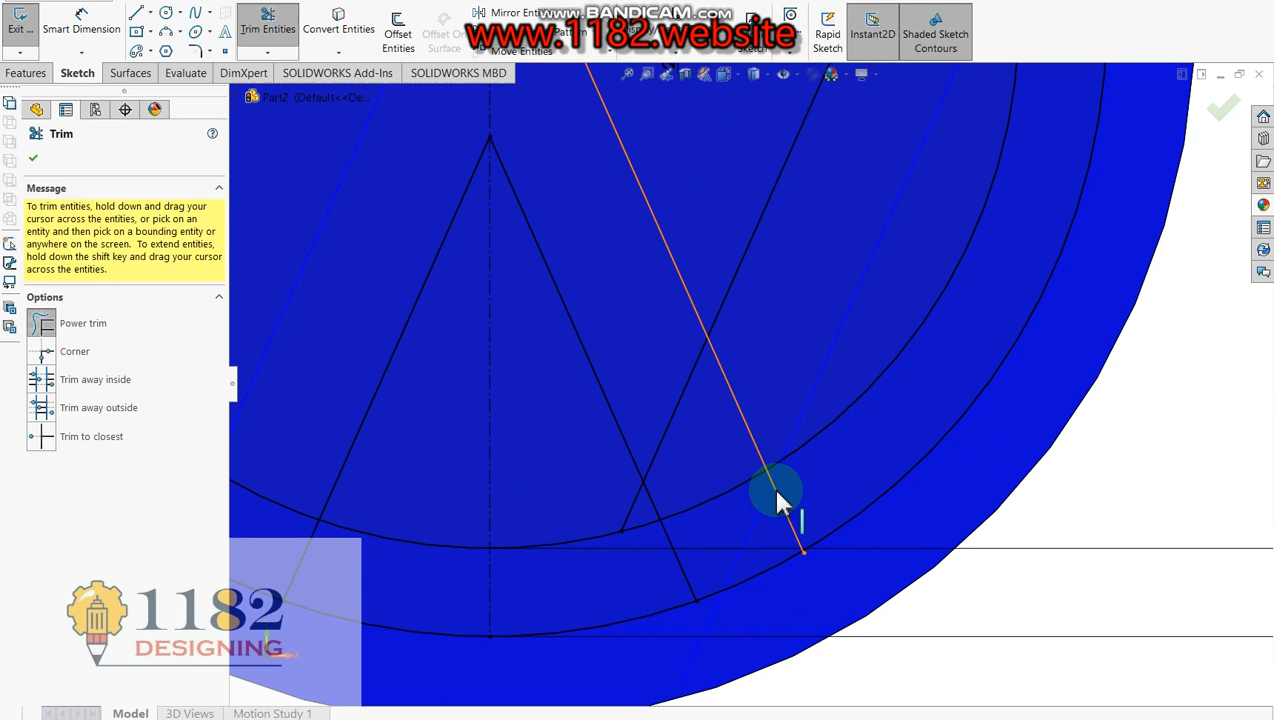 www.BANDICAM.com
www.1182.website
Exit ...
Smart Dimension
Trim Entities
Convert Entities
Offset Entities
Offset On Surface
Mirror Enti
Pattern
Move Entities
Rapid Sketch
Instant2D
Shaded Sketch Contours
Features
Sketch
Surfaces
Evaluate
DimXpert
SOLIDWORKS Add-Ins
SOLIDWORKS MBD
Part2 (Default<<De...
Trim
Message
To trim entities, hold down and drag your
cursor across the entities, or pick on an
entity and then pick on a bounding entity or
anywhere on the screen. To extend entities,
hold down the shift key and drag your cursor
across the entities.
Options
Power trim
Corner
Trim away inside
Trim away outside
Trim to closest
1182
DESIGNING
Model
3D Views
Motion Study 1